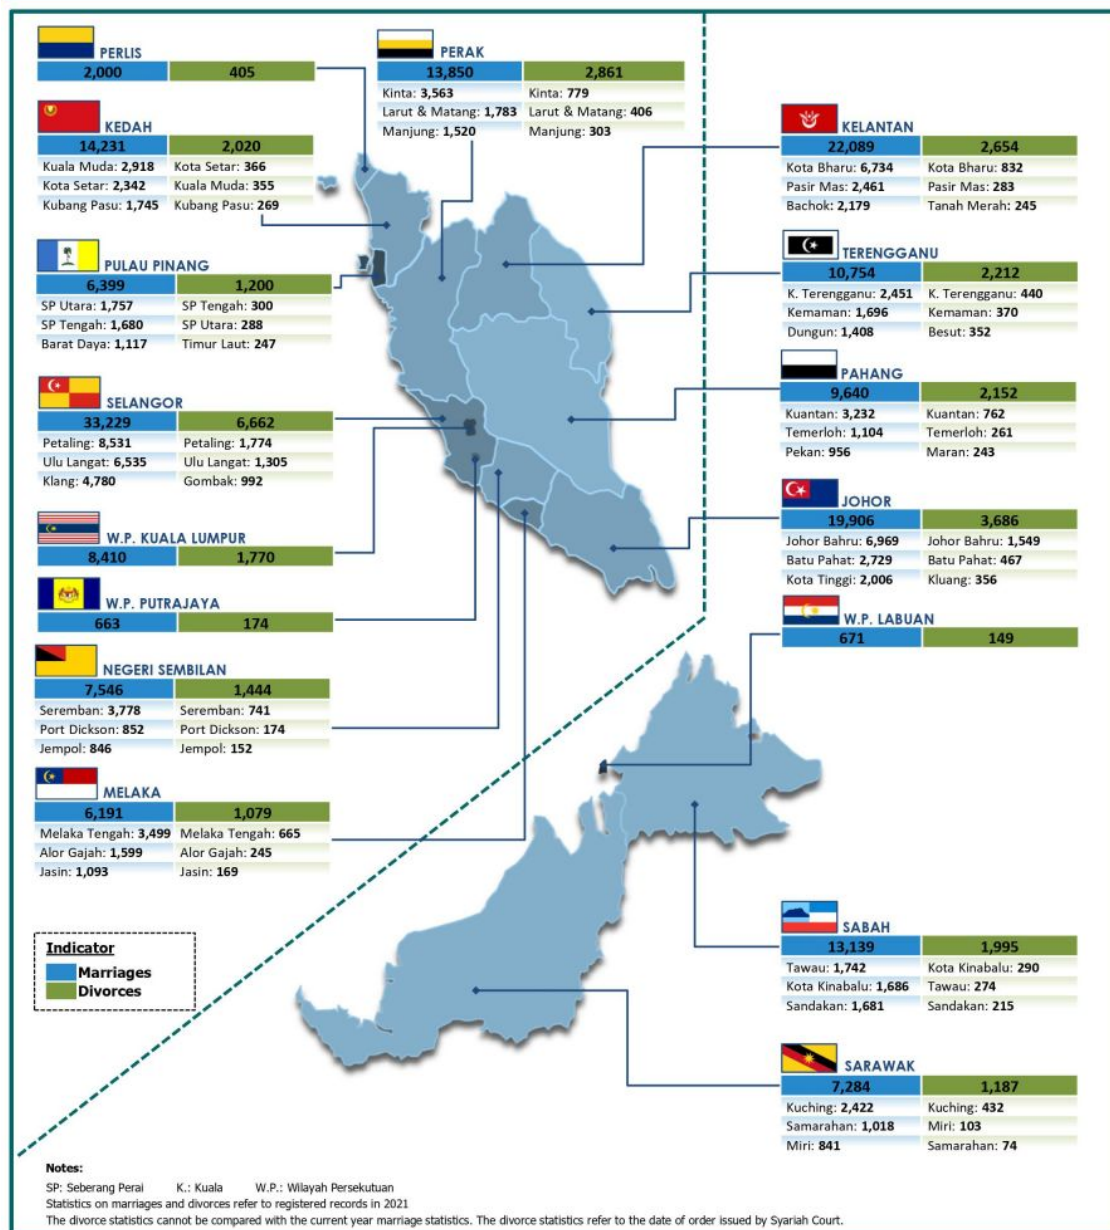 PERLIS
2,000 405
KEDAH
14,231 2,020
Kuala Muda: 2,918 Kota Setar: 366
Kota Setar: 2,342 Kuala Muda: 355
Kubang Pasu: 1,745 Kubang Pasu: 269
PULAU PINANG
6,399 1,200
SP Utara: 1,757 SP Tengah: 300
SP Tengah: 1,680 SP Utara: 288
Barat Daya: 1,117 Timur Laut: 247
SELANGOR
33,229 6,662
Petaling: 8,531 Petaling: 1,774
Ulu Langat: 6,535 Ulu Langat: 1,305
Klang: 4,780 Gombak: 992
W.P. KUALA LUMPUR
8,410 1,770
W.P. PUTRAJAYA
663 174
NEGERI SEMBILAN
7,546 1,444
Seremban: 3,778 Seremban: 741
Port Dickson: 852 Port Dickson: 174
Jempol: 846 Jempol: 152
MELAKA
6,191 1,079
Melaka Tengah: 3,499 Melaka Tengah: 665
Alor Gajah: 1,599 Alor Gajah: 245
Jasin: 1,093 Jasin: 169
PERAK
13,850 2,861
Kinta: 3,563 Kinta: 779
Larut & Matang: 1,783 Larut & Matang: 406
Manjung: 1,520 Manjung: 303
KELANTAN
22,089 2,654
Kota Bharu: 6,734 Kota Bharu: 832
Pasir Mas: 2,461 Pasir Mas: 283
Bachok: 2,179 Tanah Merah: 245
TERENGGANU
10,754 2,212
K. Terengganu: 2,451 K. Terengganu: 440
Kemaman: 1,696 Kemaman: 370
Dungun: 1,408 Besut: 352
PAHANG
9,640 2,152
Kuantan: 3,232 Kuantan: 762
Temerloh: 1,104 Temerloh: 261
Pekan: 956 Maran: 243
JOHOR
19,906 3,686
Johor Bahru: 6,969 Johor Bahru: 1,549
Batu Pahat: 2,729 Batu Pahat: 467
Kota Tinggi: 2,006 Kluang: 356
W.P. LABUAN
671 149
SABAH
13,139 1,995
Tawau: 1,742 Kota Kinabalu: 290
Kota Kinabalu: 1,686 Tawau: 274
Sandakan: 1,681 Sandakan: 215
SARAWAK
7,284 1,187
Kuching: 2,422 Kuching: 432
Samarahan: 1,018 Miri: 103
Miri: 841 Samarahan: 74
Indicator
Marriages
Divorces
Notes:
SP: Seberang Perai K.: Kuala W.P.: Wilayah Persekutuan
Statistics on marriages and divorces refer to registered records in 2021
The divorce statistics cannot be compared with the current year marriage statistics. The divorce statistics refer to the date of order issued by Syariah Court.